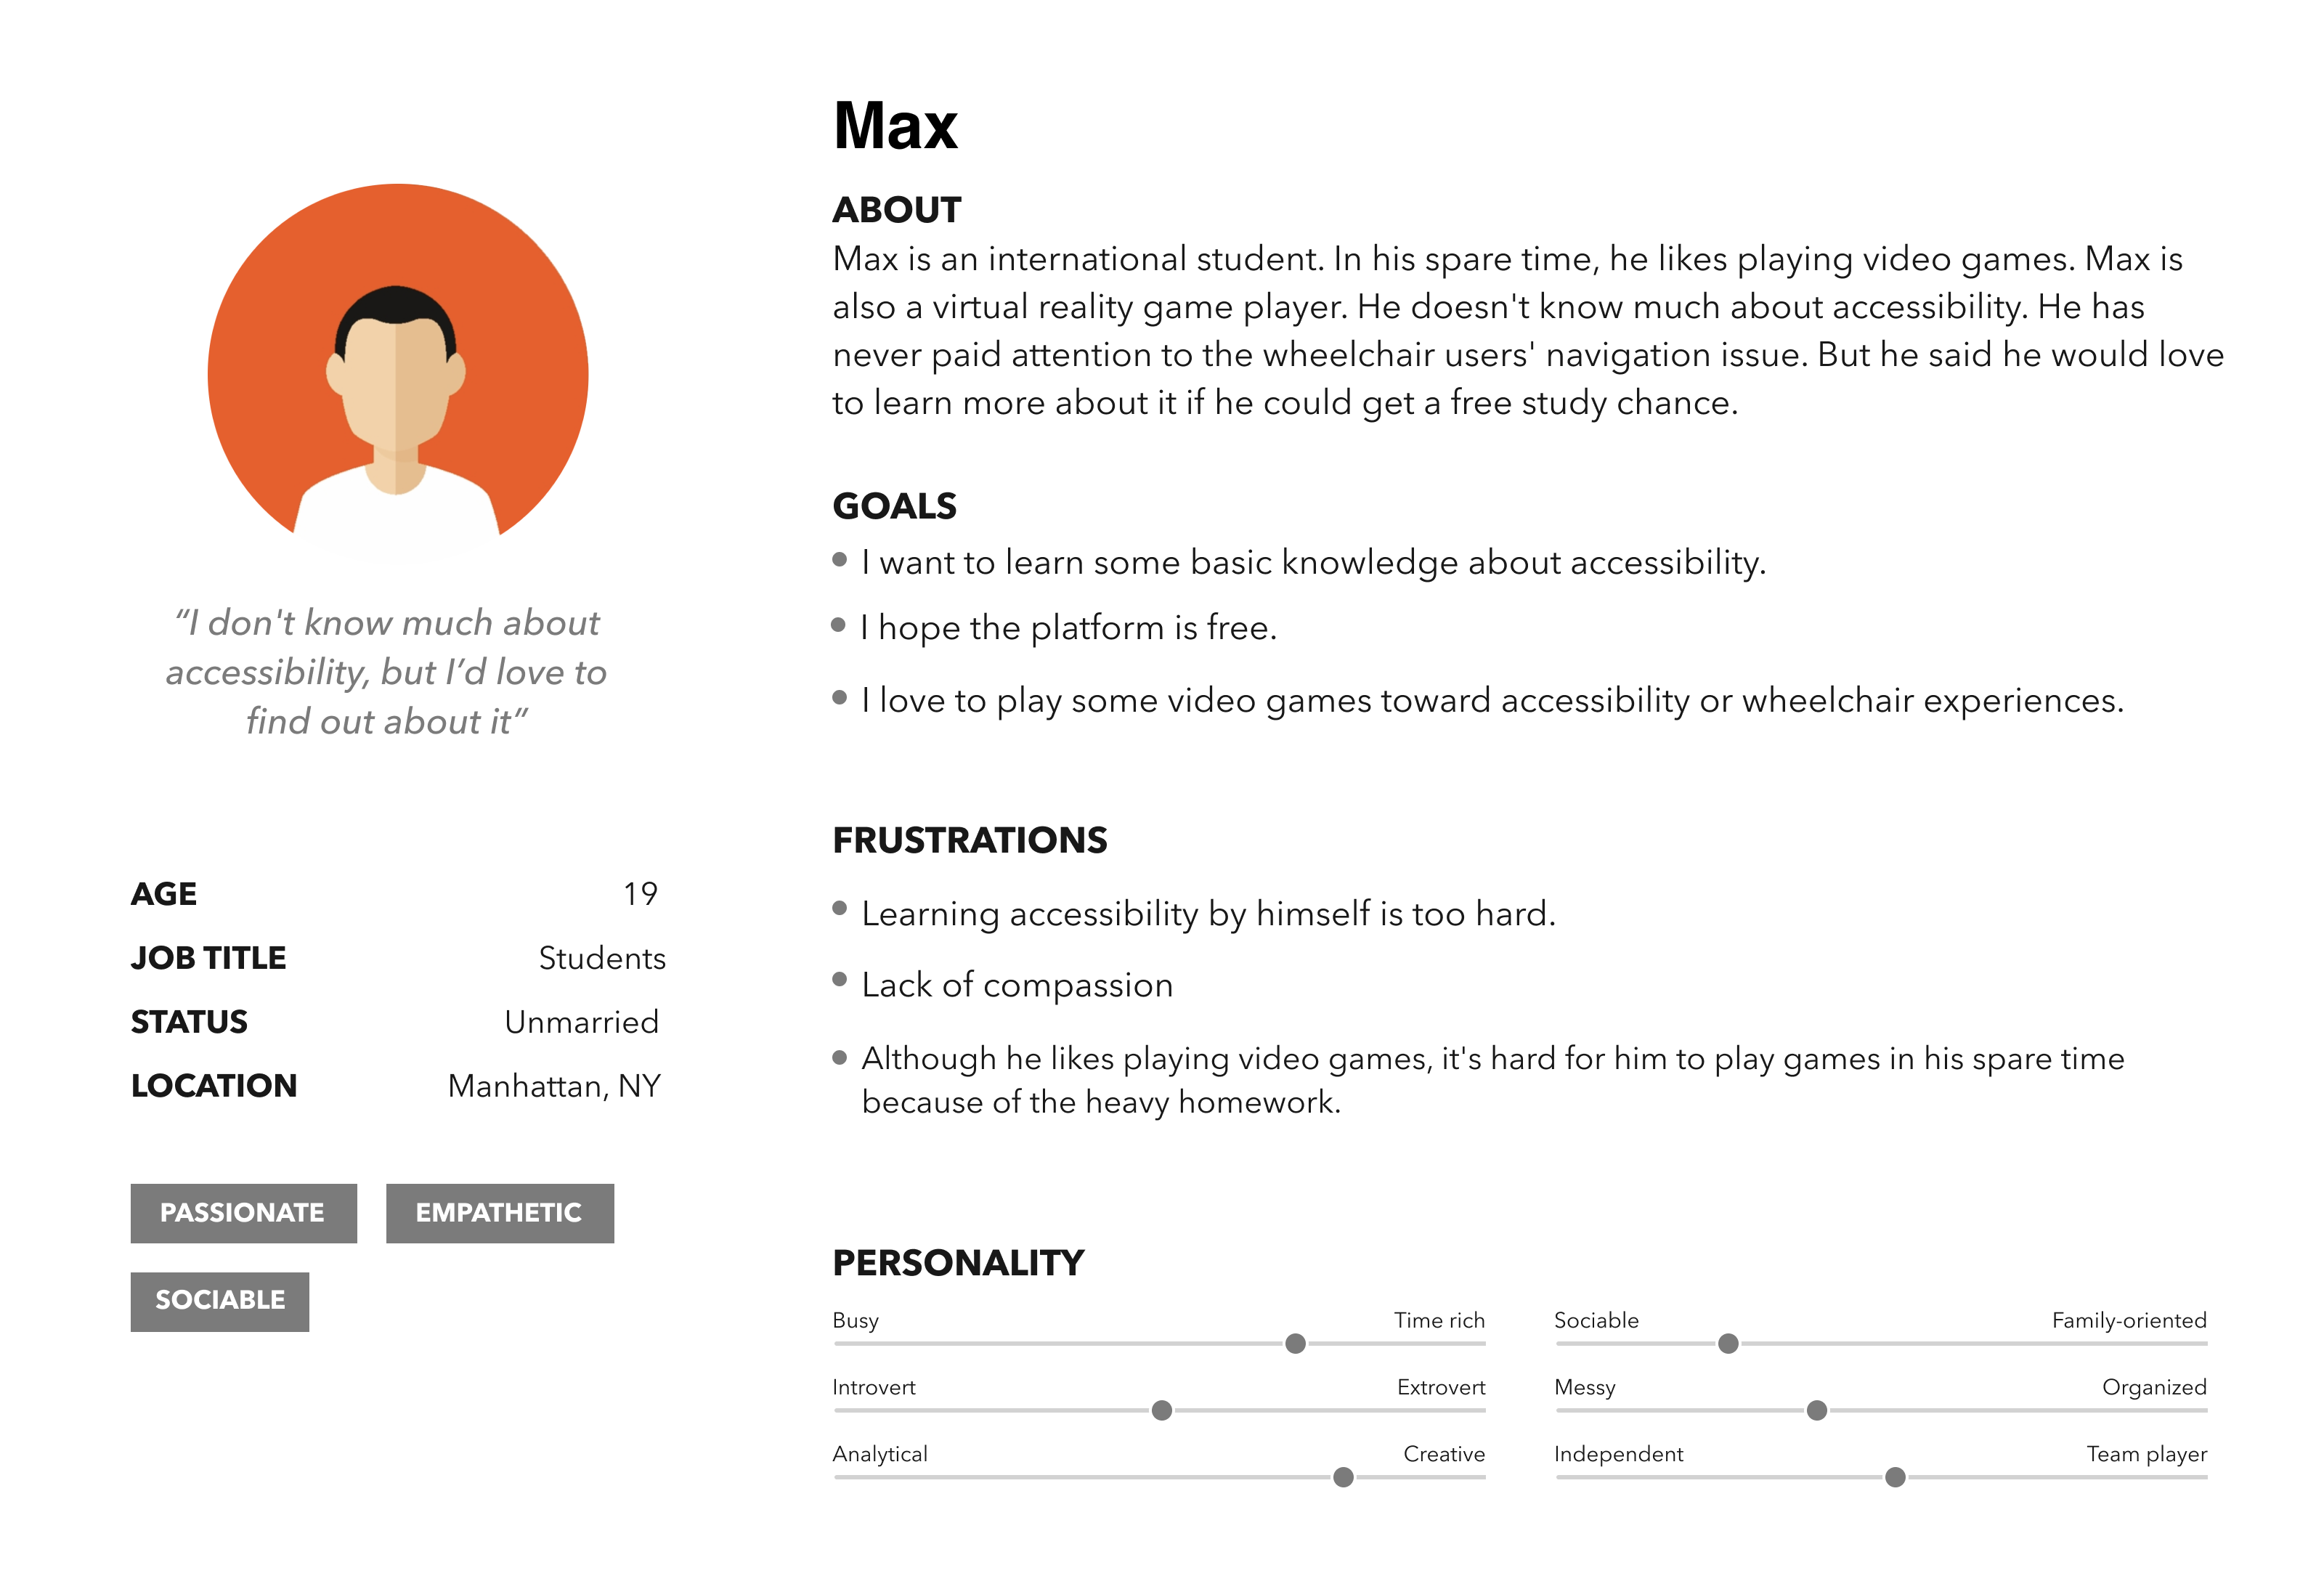 “I don't know much about
accessibility, but I’d love to
find out about it”
AGE 19
JOB TITLE Students
STATUS Unmarried
LOCATION Manhattan, NY
PASSIONATE EMPATHETIC
SOCIABLE
Max
ABOUT
Max is an international student. In his spare time, he likes playing video games. Max is
also a virtual reality game player. He doesn't know much about accessibility. He has
never paid attention to the wheelchair users' navigation issue. But he said he would love
to learn more about it if he could get a free study chance.
GOALS
I want to learn some basic knowledge about accessibility.
I hope the platform is free.
I love to play some video games toward accessibility or wheelchair experiences.
FRUSTRATIONS
Learning accessibility by himself is too hard.
Lack of compassion
Although he likes playing video games, it's hard for him to play games in his spare time
because of the heavy homework.
PERSONALITY
Busy Time rich
Introvert Extrovert
Analytical Creative
Sociable Family-oriented
Messy Organized
Independent Team player